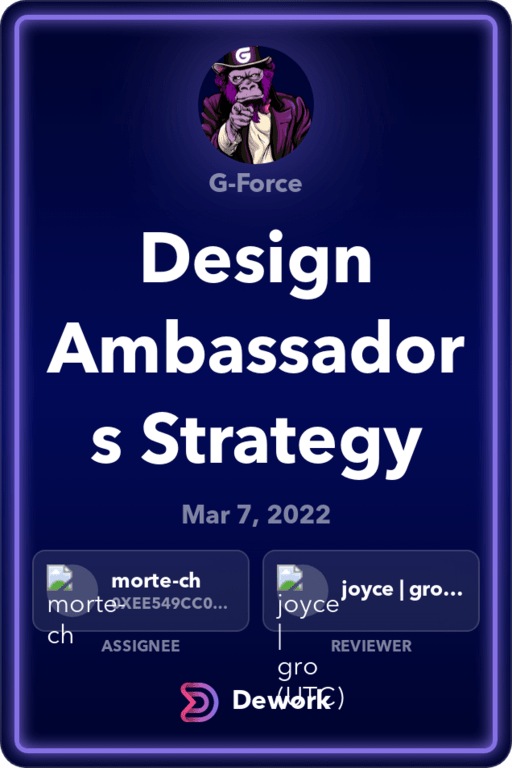 G
G-Force
Design
Ambassador
s Strategy
Mar 7, 2022
morte-ch
0XEE549CC0...
morte-
ch
ASSIGNEE
joyce | gro...
joyce
|
gro
(UTC)
REVIEWER
Dework